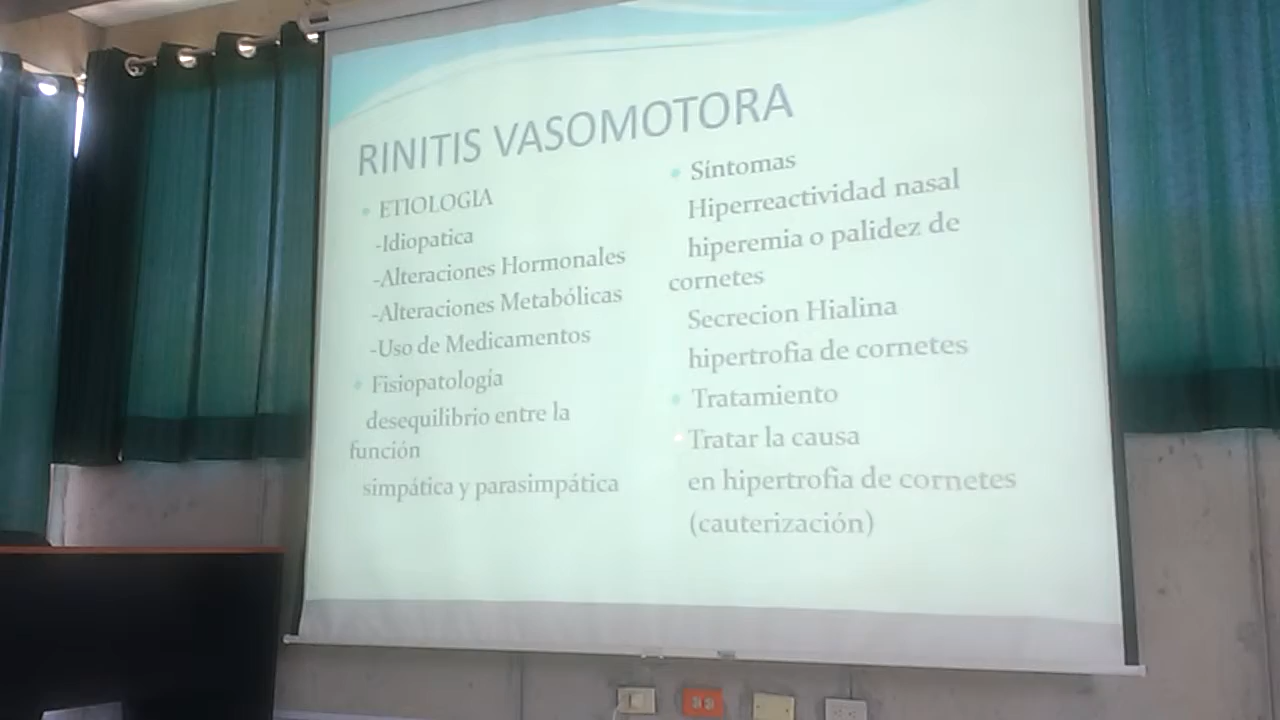 RINITIS VASOMOTORA
ETIOLOGIA
-Idiopatica
-Alteraciones Hormonales
-Alteraciones Metabólicas
-Uso de Medicamentos
Fisiopatología
desequilibrio entre la
función
simpática y parasimpática
Síntomas
Hiperreactividad nasal
hiperemia o palidez de
cornetes
Secrecion Hialina
hipertrofia de cornetes
Tratamiento
Tratar la causa
en hipertrofia de cornetes
(cauterización)